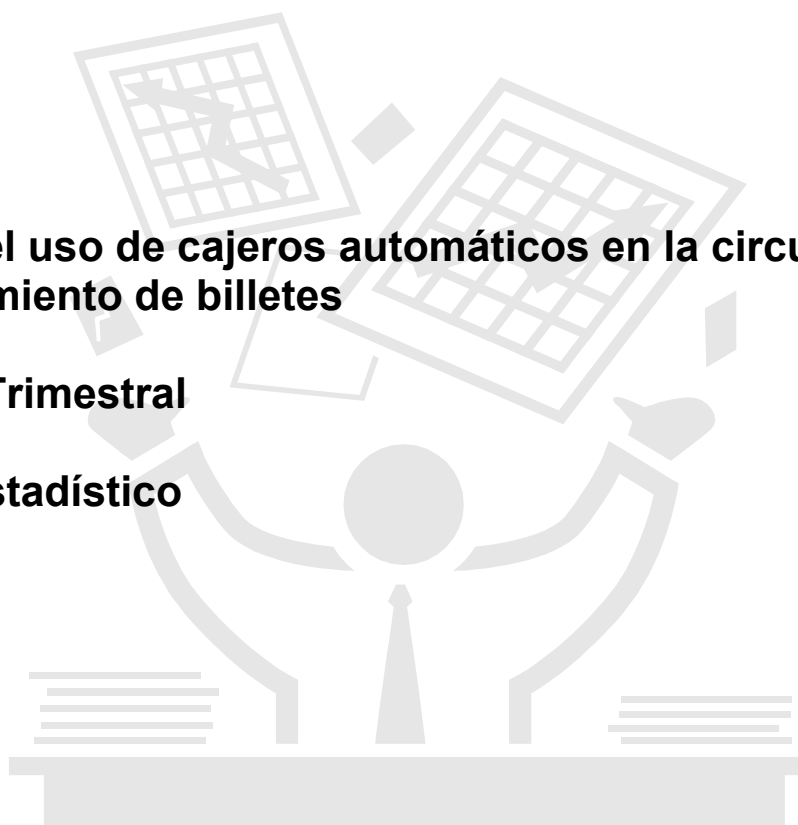 el uso de cajeros automáticos en la circu
miento de billetes
Trimestral
stadístico